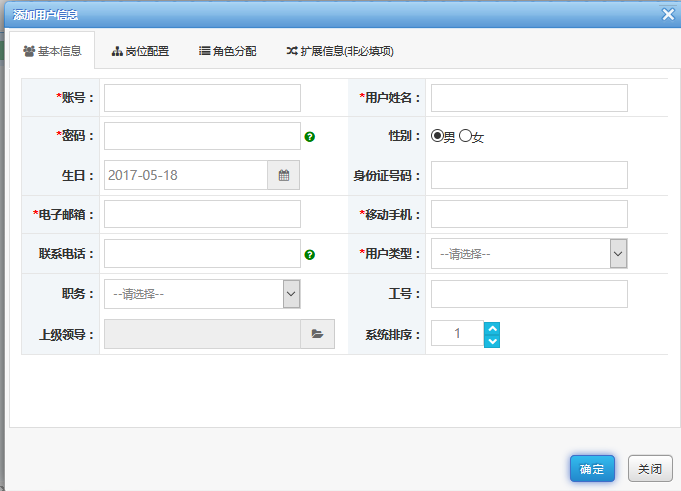 添加用户信息
基本信息 岗位配置 角色分配 扩展信息(非必填项)
*账号： *用户姓名：
*密码： 性别： 男 女
生日： 2017-05-18 身份证号码：
*电子邮箱： *移动手机：
联系电话： *用户类型： --请选择--
职务： --请选择-- 工号：
上级领导： 系统排序： 1
确定 关闭